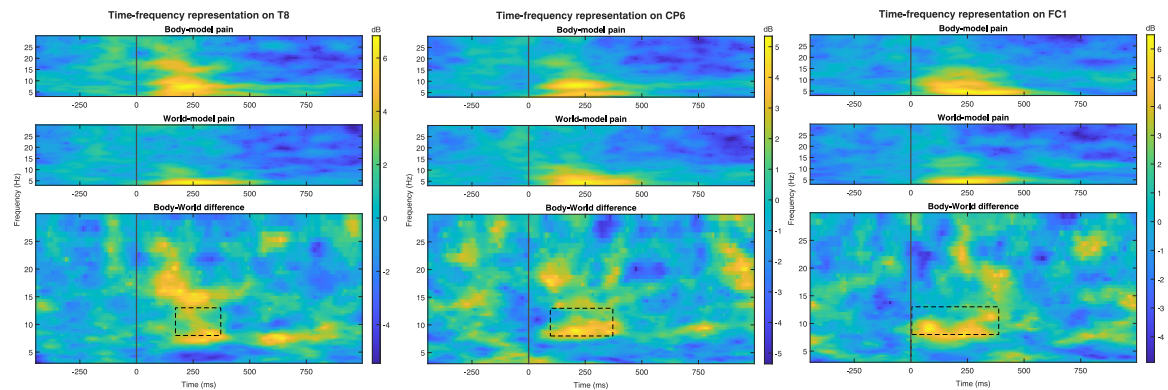 Time-frequency representation on T8
dB
Body-model pain
25
20
15
10
5
-250 0 250 500 750
World-model pain
25
20
15
10
5
-250 0 250 500 750
Body-World difference
25
20
15
10
5
-250 0 250 500 750
Frequency (Hz)
Time (ms)
6
4
2
0
-2
-4
Time-frequency representation on CP6
dB
Body-model pain
25
20
15
10
5
-250 0 250 500 750
World-model pain
25
20
15
10
5
-250 0 250 500 750
Body-World difference
25
20
15
10
5
-250 0 250 500 750
Frequency (Hz)
Time (ms)
5
4
3
2
1
0
-1
-2
-3
-4
-5
Time-frequency representation on FC1
dB
Body-model pain
25
20
15
10
5
-250 0 250 500 750
World-model pain
25
20
15
10
5
-250 0 250 500 750
Body-World difference
25
20
15
10
5
-250 0 250 500 750
Frequency (Hz)
Time (ms)
6
5
4
3
2
1
0
-1
-2
-3
-4